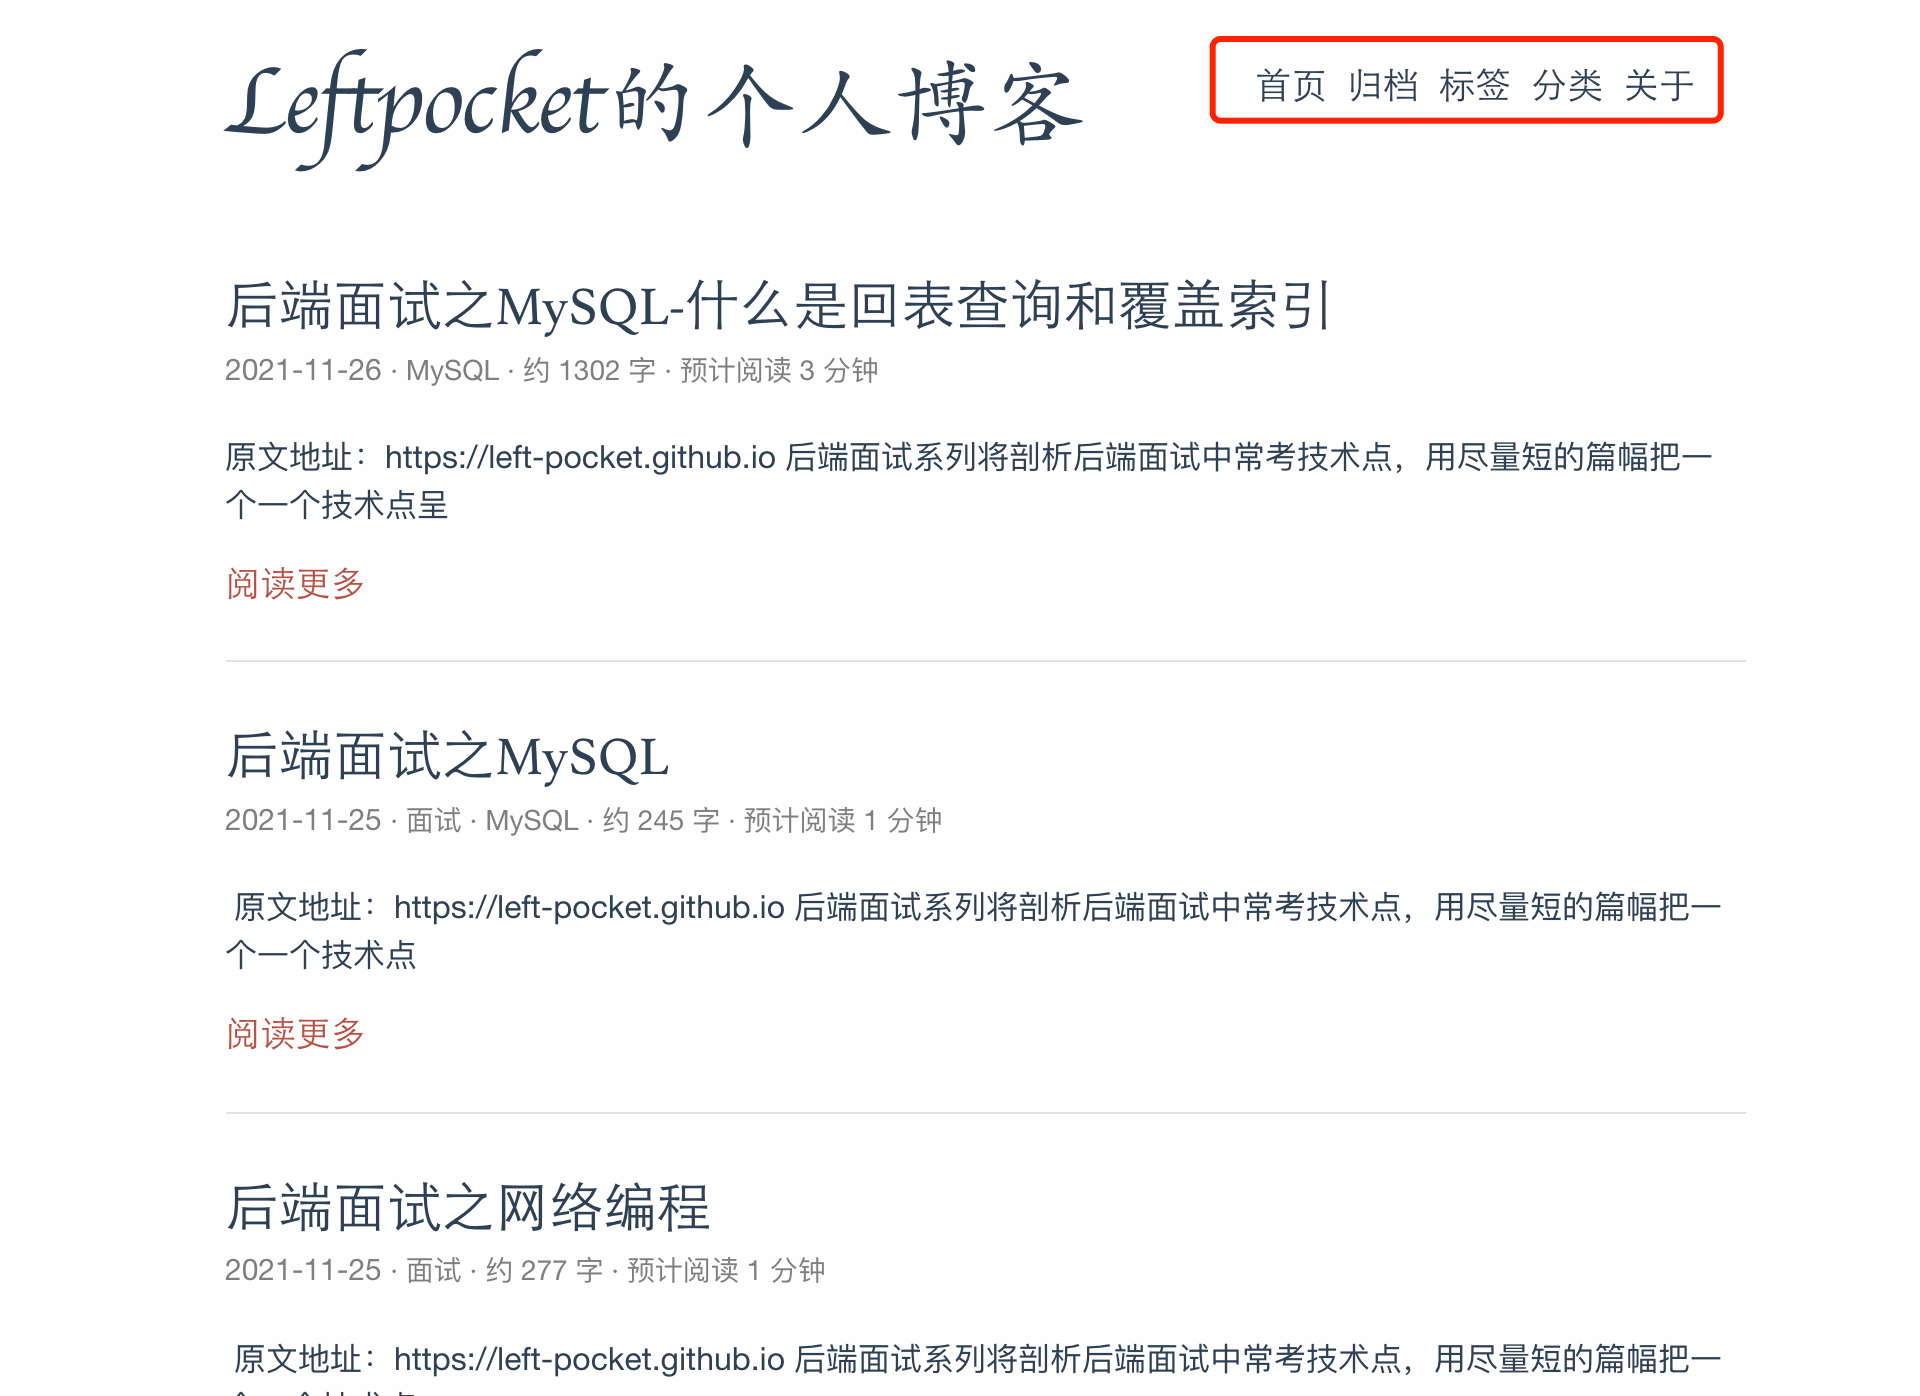 Leftpocket的个人博客
首页 归档 标签 分类 关于
后端面试之MySQL-什么是回表查询和覆盖索引
2021-11-26 · MySQL · 约 1302 字 · 预计阅读 3 分钟
原文地址：https://left-pocket.github.io 后端面试系列将剖析后端面试中常考技术点，用尽量短的篇幅把一
个一个技术点呈
阅读更多
后端面试之MySQL
2021-11-25 · 面试 · MySQL · 约 245 字 · 预计阅读 1 分钟
原文地址：https://left-pocket.github.io 后端面试系列将剖析后端面试中常考技术点，用尽量短的篇幅把一
个一个技术点
阅读更多
后端面试之网络编程
2021-11-25 · 面试 · 约 277 字 · 预计阅读 1 分钟
原文地址：https://left-pocket.github.io 后端面试系列将剖析后端面试中常考技术点，用尽量短的篇幅把一